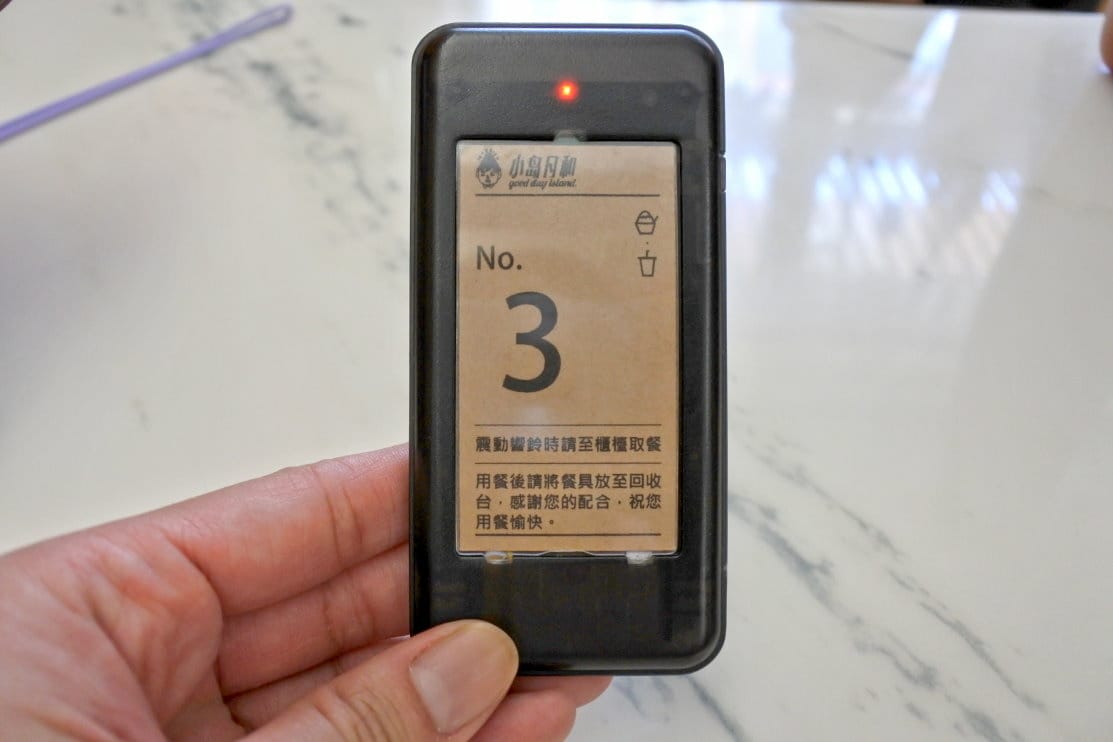 小島日和
good day island.
No.
3
震動響鈴時請至櫃檯取餐
用餐後請將餐具放至回收
台，感謝您的配合，祝您
用餐愉快。